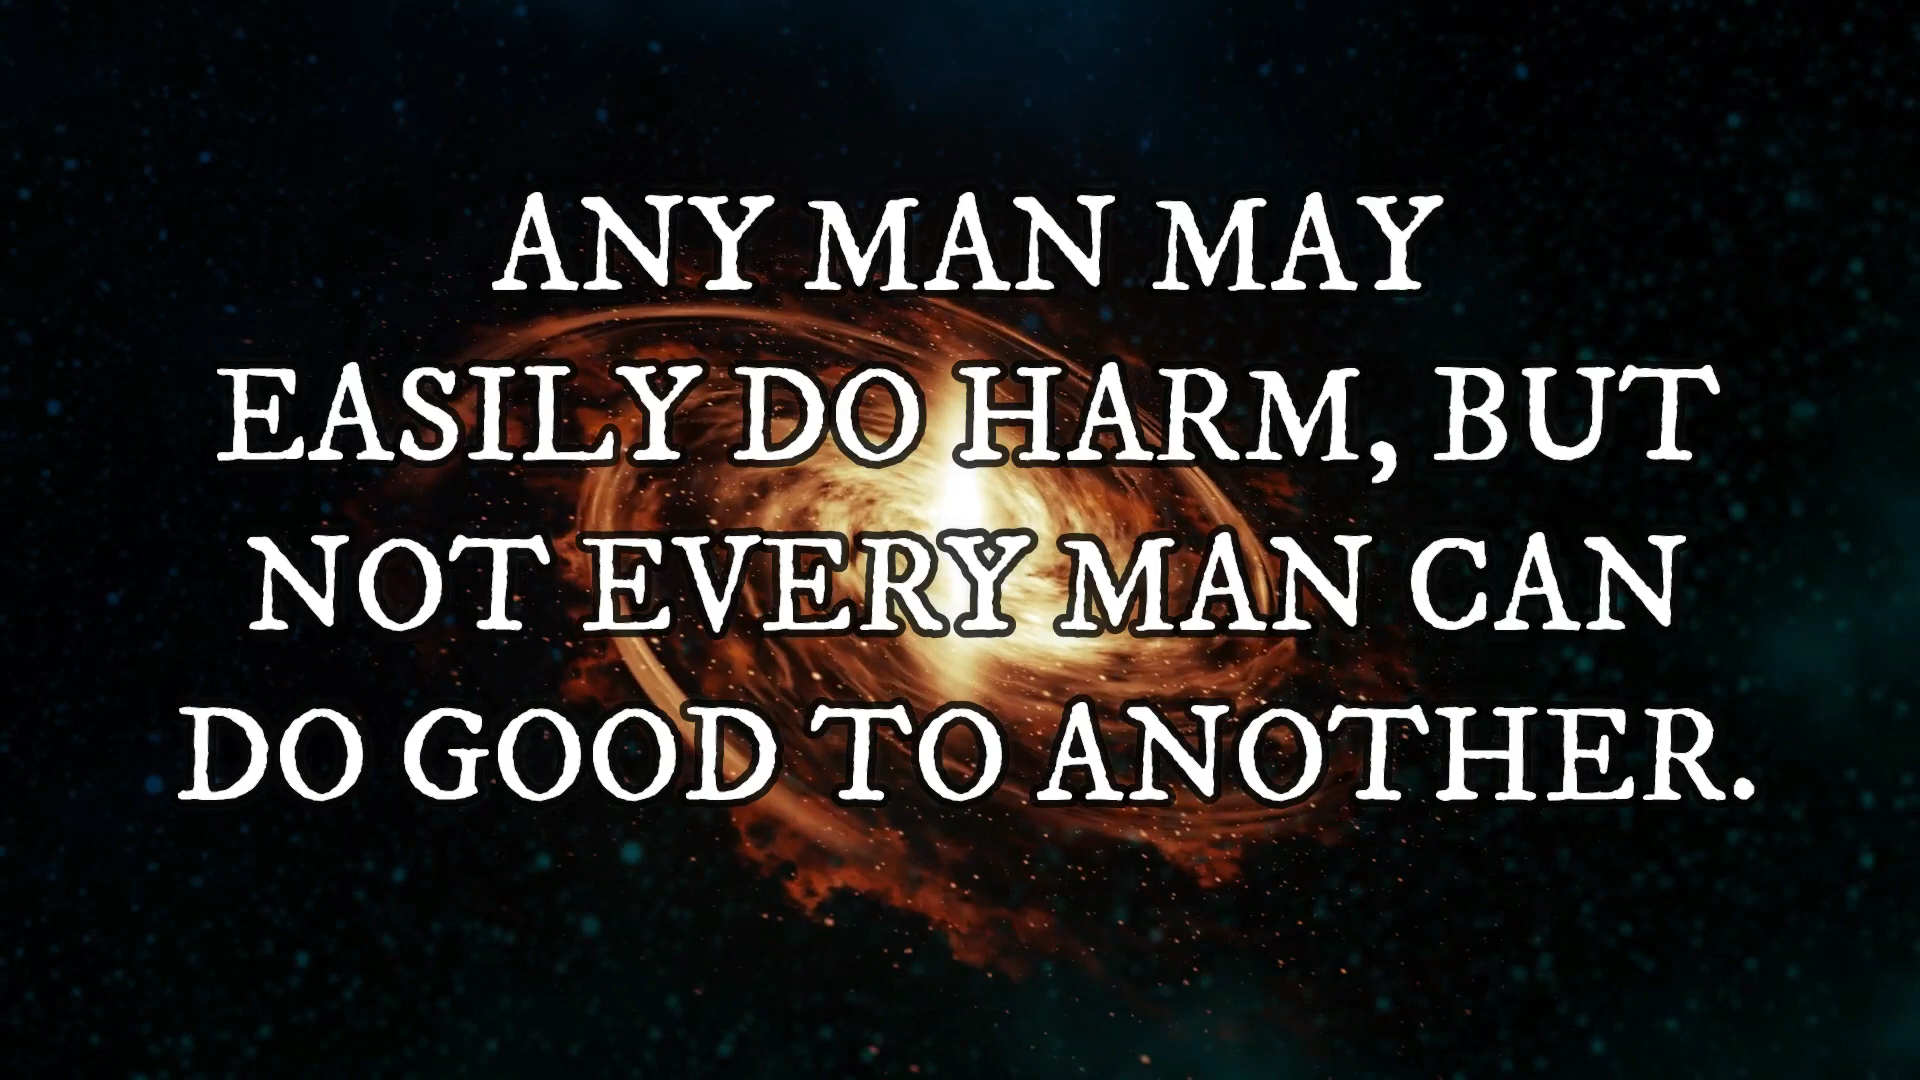 ANY MAN MAY
EASILY DO HARM, BUT
NOT EVERY MAN CAN
DO GOOD TO ANOTHER.